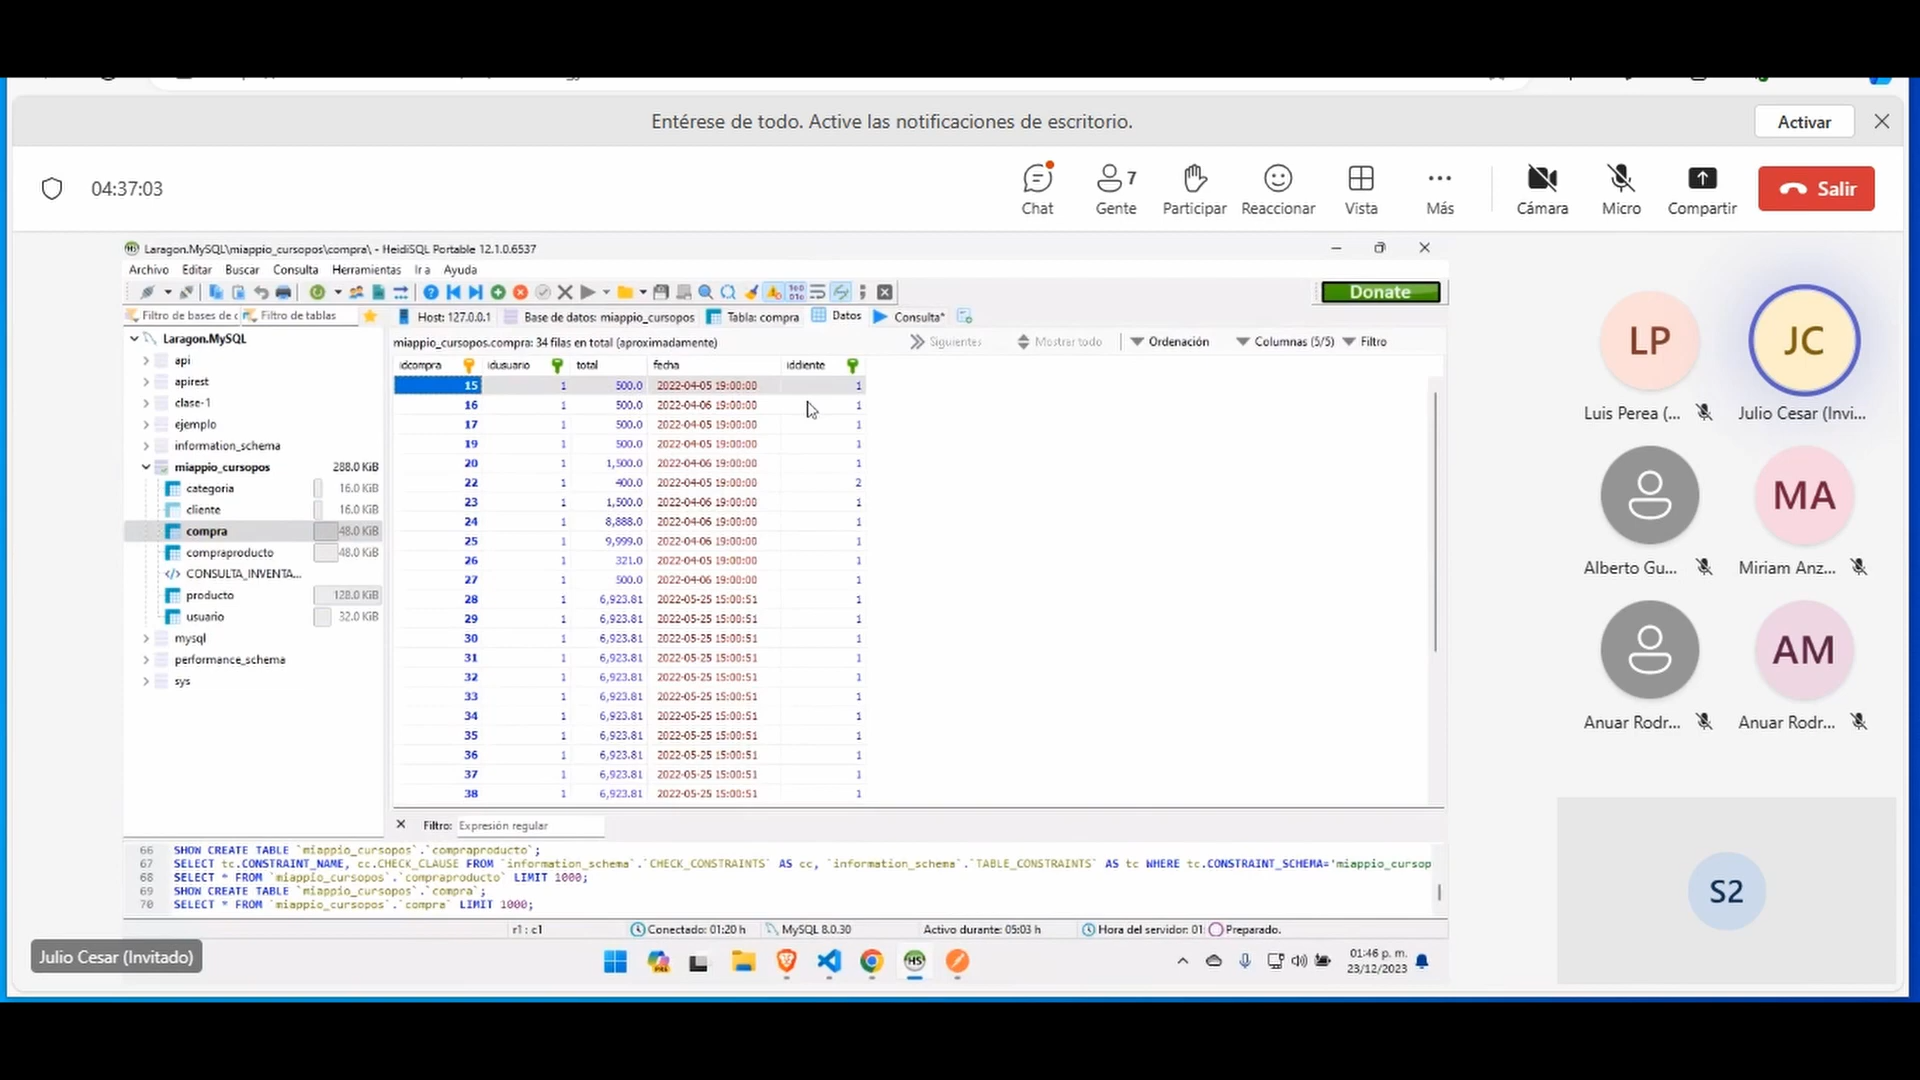 Entérese de todo. Active las notificaciones de escritorio.
Activar
04:37:03
Chat
7
Gente
Participar
Reaccionar
Vista
Más
Cámara
Micro
Compartir
Salir
Laragon.MySQL\miappio_cursopos\compra\ - HeidiSQL Portable 12.1.0.6537
Archivo Editar Buscar Consulta Herramientas Ir a Ayuda
Donate
Filtro de bases de c Filtro de tablas
Host: 127.0.0.1 Base de datos: miappio_cursopos Tabla: compra Datos Consulta*
Laragon.MySQL
api
apirest
clase-1
ejemplo
information_schema
miappio_cursopos 288.0 KiB
categoria 16.0 KiB
cliente 16.0 KiB
compra 48.0 KiB
compraproducto 48.0 KiB
CONSULTA_INVENTA...
producto 128.0 KiB
usuario 32.0 KiB
mysql
performance_schema
sys
miappio_cursopos.compra: 34 filas en total (aproximadamente)
Siguientes Mostrar todo Ordenación Columnas (5/5) Filtro
idcompra idusuario total fecha idcliente
15 1 500.0 2022-04-05 19:00:00 1
16 1 500.0 2022-04-06 19:00:00 1
17 1 500.0 2022-04-05 19:00:00 1
19 1 500.0 2022-04-05 19:00:00 1
20 1 1,500.0 2022-04-06 19:00:00 1
22 1 400.0 2022-04-05 19:00:00 2
23 1 1,500.0 2022-04-06 19:00:00 1
24 1 8,888.0 2022-04-06 19:00:00 1
25 1 9,999.0 2022-04-06 19:00:00 1
26 1 321.0 2022-04-05 19:00:00 1
27 1 500.0 2022-04-06 19:00:00 1
28 1 6,923.81 2022-05-25 15:00:51 1
29 1 6,923.81 2022-05-25 15:00:51 1
30 1 6,923.81 2022-05-25 15:00:51 1
31 1 6,923.81 2022-05-25 15:00:51 1
32 1 6,923.81 2022-05-25 15:00:51 1
33 1 6,923.81 2022-05-25 15:00:51 1
34 1 6,923.81 2022-05-25 15:00:51 1
35 1 6,923.81 2022-05-25 15:00:51 1
36 1 6,923.81 2022-05-25 15:00:51 1
37 1 6,923.81 2022-05-25 15:00:51 1
38 1 6,923.81 2022-05-25 15:00:51 1
Filtro: Expresión regular
66 SHOW CREATE TABLE `miappio_cursopos`.`compraproducto`;
67 SELECT tc.CONSTRAINT_NAME, cc.CHECK_CLAUSE FROM `information_schema`.`CHECK_CONSTRAINTS` AS cc, `information_schema`.`TABLE_CONSTRAINTS` AS tc WHERE tc.CONSTRAINT_SCHEMA='miappio_cursop
68 SELECT * FROM `miappio_cursopos`.`compraproducto` LIMIT 1000;
69 SHOW CREATE TABLE `miappio_cursopos`.`compra`;
70 SELECT * FROM `miappio_cursopos`.`compra` LIMIT 1000;
r1 : c1 Conectado: 01:20 h MySQL 8.0.30 Activo durante: 05:03 h Hora del servidor: 01: Preparado.
01:46 p. m.
23/12/2023
Julio Cesar (Invitado)
LP
Luis Perea (...
JC
Julio Cesar (Invi...
Alberto Gu...
MA
Miriam Anz...
Anuar Rodr...
AM
Anuar Rodr...
S2